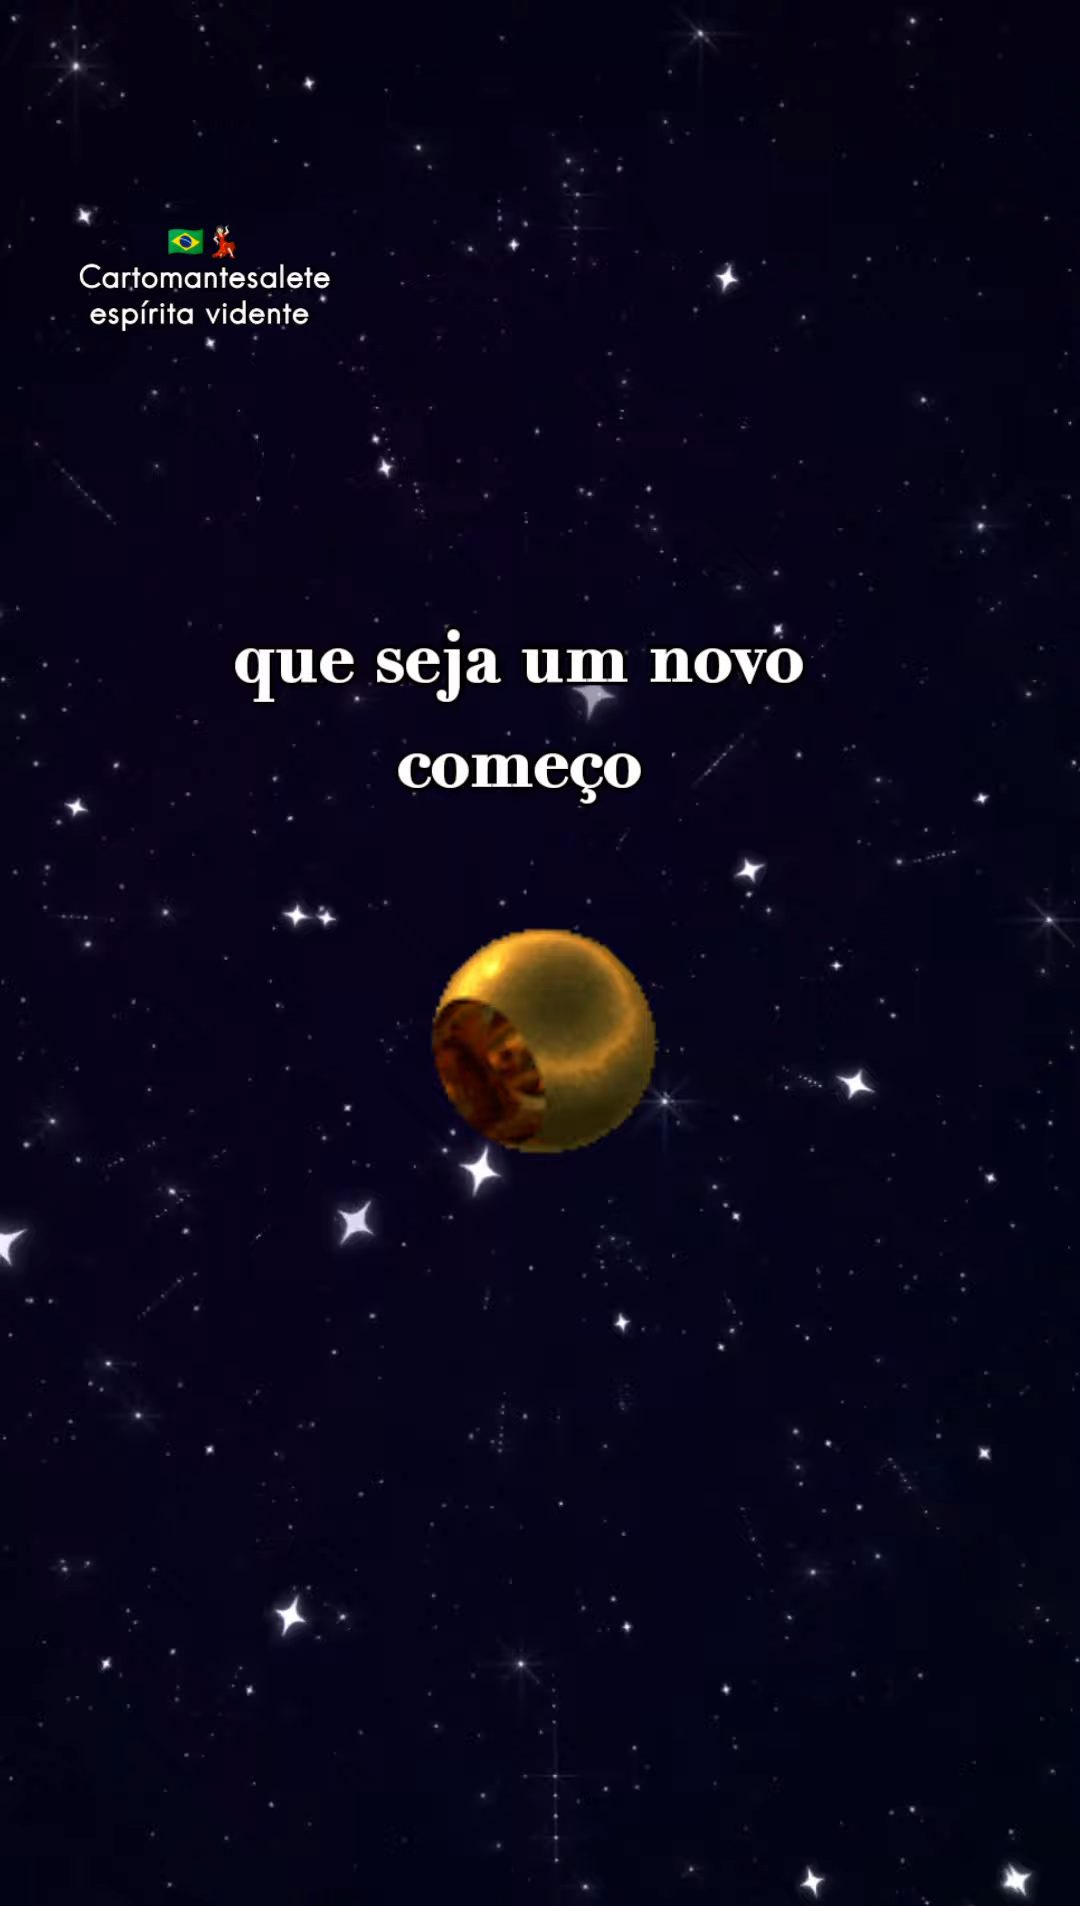 🇧🇷💃
Cartomantesalete
espírita vidente
que seja um novo
começo